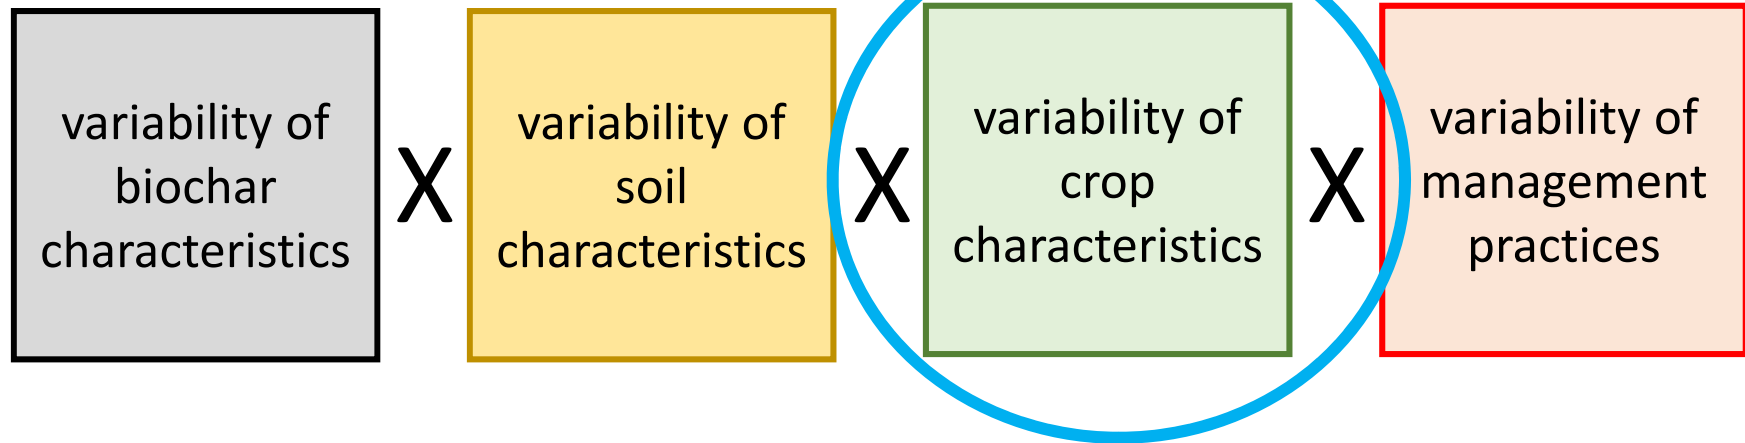 variability of
biochar
characteristics
X
variability of
soil
characteristics
X
variability of
crop
characteristics
X
variability of
management
practices